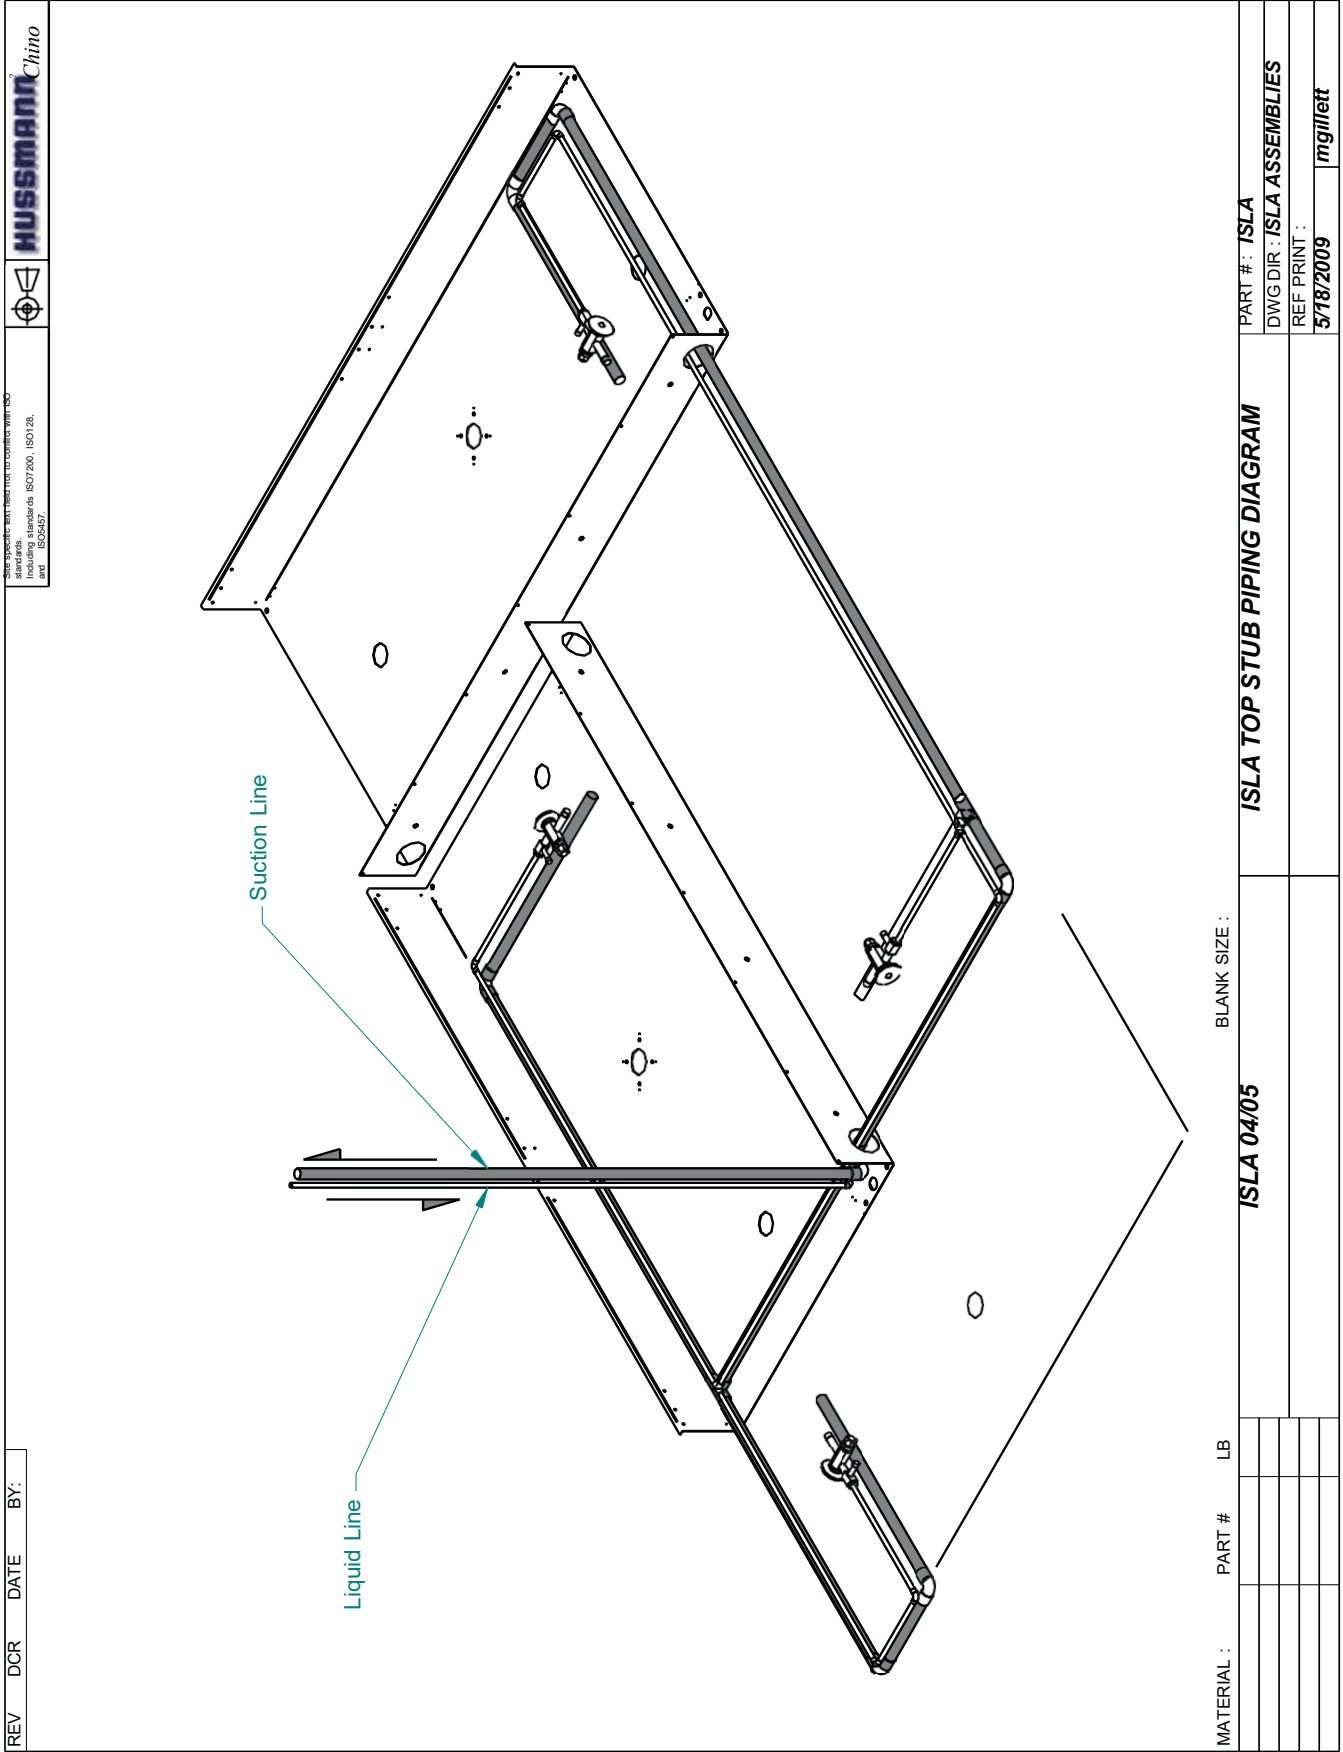 REV DCR DATE BY:
Site specific text field not to conflict with ISO
standards.
Including standards ISO7200, ISO128,
and ISO5457.
HUSSMANN Chino
Suction Line
Liquid Line
BLANK SIZE :
MATERIAL : PART # LB
ISLA 04/05
ISLA TOP STUB PIPING DIAGRAM
PART # : ISLA
DWG DIR : ISLA ASSEMBLIES
REF PRINT :
5/18/2009 mgillett